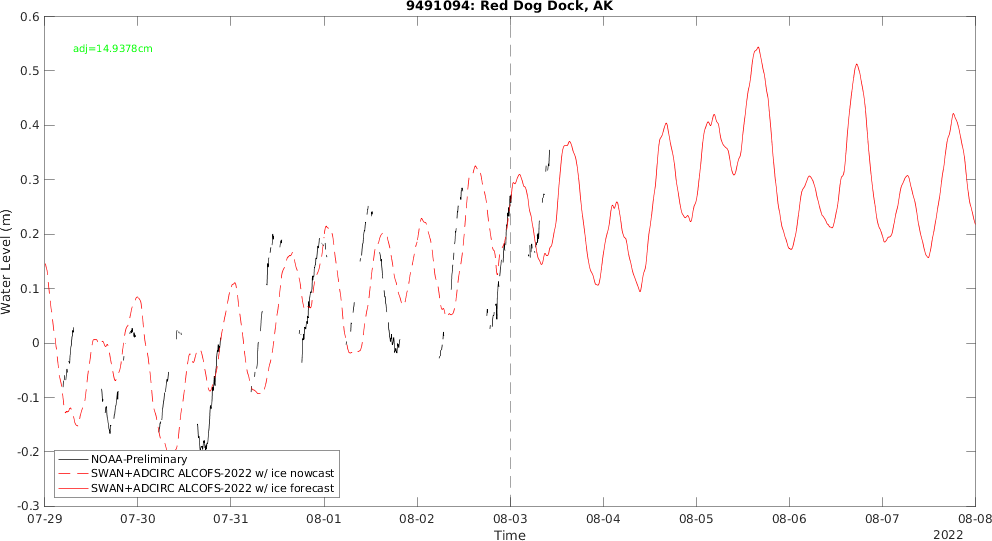 9491094: Red Dog Dock, AK
adj=14.9378cm
Water Level (m)
0.6
0.5
0.4
0.3
0.2
0.1
0
-0.1
-0.2
-0.3
NOAA-Preliminary
SWAN+ADCIRC ALCOFS-2022 w/ ice nowcast
SWAN+ADCIRC ALCOFS-2022 w/ ice forecast
07-29 07-30 07-31 08-01 08-02 08-03 08-04 08-05 08-06 08-07 08-08
Time
2022